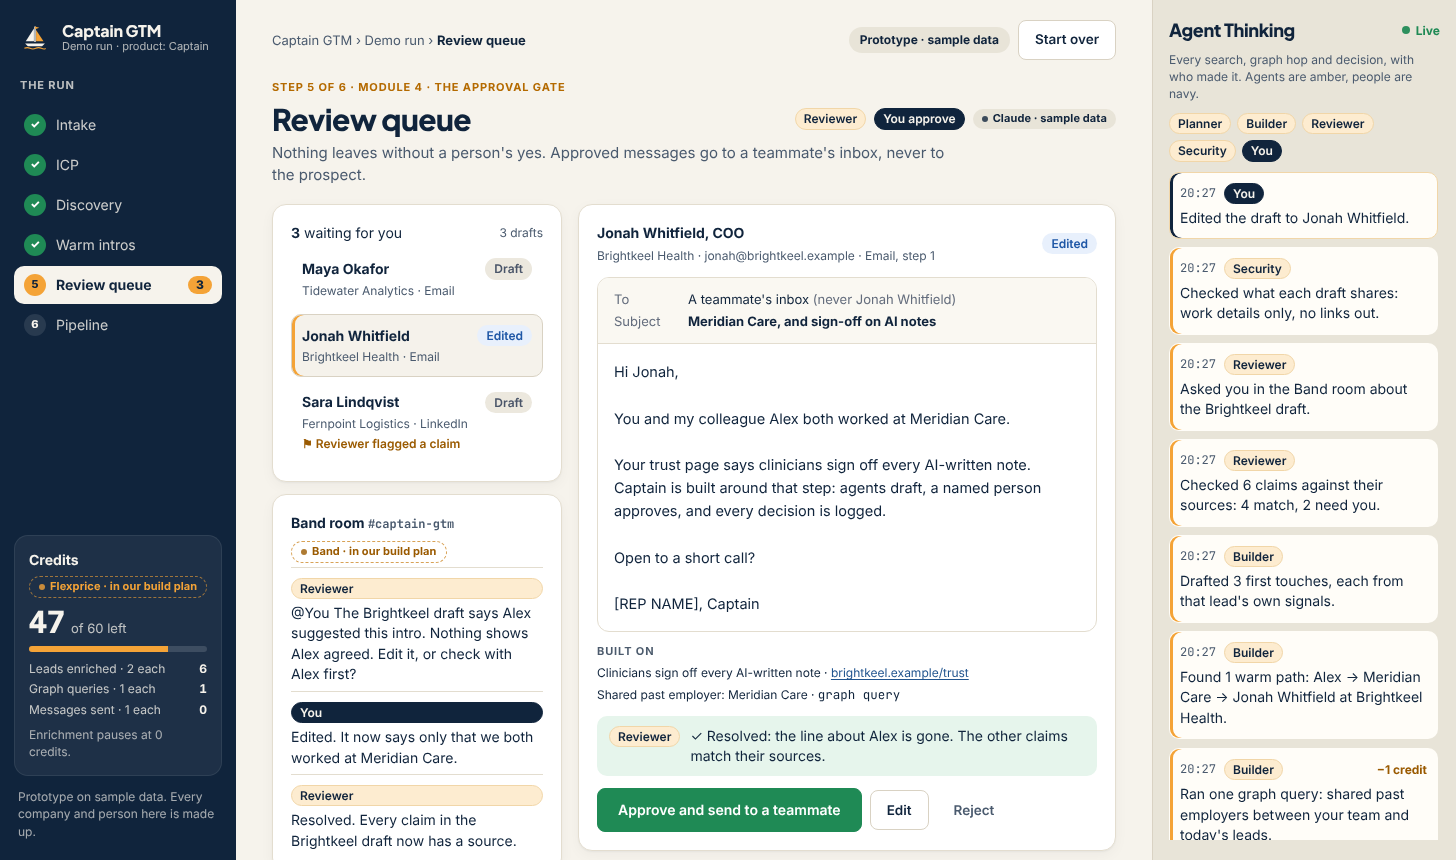 Captain GTM
Demo run · product: Captain
THE RUN
Intake
ICP
Discovery
Warm intros
5 Review queue 3
6 Pipeline
Credits
Flexprice · in our build plan
47 of 60 left
Leads enriched · 2 each 6
Graph queries · 1 each 1
Messages sent · 1 each 0
Enrichment pauses at 0
credits.
Prototype on sample data. Every
company and person here is made
up.
Captain GTM › Demo run › Review queue
Prototype · sample data
Start over
STEP 5 OF 6 · MODULE 4 · THE APPROVAL GATE
Review queue
Reviewer
You approve
Claude · sample data
Nothing leaves without a person's yes. Approved messages go to a teammate's inbox, never to
the prospect.
3 waiting for you 3 drafts
Maya Okafor Draft
Tidewater Analytics · Email
Jonah Whitfield Edited
Brightkeel Health · Email
Sara Lindqvist Draft
Fernpoint Logistics · LinkedIn
⚑ Reviewer flagged a claim
Band room #captain-gtm
Band · in our build plan
Reviewer
@You The Brightkeel draft says Alex
suggested this intro. Nothing shows
Alex agreed. Edit it, or check with
Alex first?
You
Edited. It now says only that we both
worked at Meridian Care.
Reviewer
Resolved. Every claim in the
Brightkeel draft now has a source.
Jonah Whitfield, COO
Brightkeel Health · jonah@brightkeel.example · Email, step 1
Edited
To A teammate's inbox (never Jonah Whitfield)
Subject Meridian Care, and sign-off on AI notes
Hi Jonah,
You and my colleague Alex both worked at Meridian Care.
Your trust page says clinicians sign off every AI-written note.
Captain is built around that step: agents draft, a named person
approves, and every decision is logged.
Open to a short call?
[REP NAME], Captain
BUILT ON
Clinicians sign off every AI-written note · brightkeel.example/trust
Shared past employer: Meridian Care · graph query
Reviewer ✓ Resolved: the line about Alex is gone. The other claims
match their sources.
Approve and send to a teammate
Edit
Reject
Agent Thinking
Live
Every search, graph hop and decision, with
who made it. Agents are amber, people are
navy.
Planner Builder Reviewer
Security You
20:27 You
Edited the draft to Jonah Whitfield.
20:27 Security
Checked what each draft shares:
work details only, no links out.
20:27 Reviewer
Asked you in the Band room about
the Brightkeel draft.
20:27 Reviewer
Checked 6 claims against their
sources: 4 match, 2 need you.
20:27 Builder
Drafted 3 first touches, each from
that lead's own signals.
20:27 Builder
Found 1 warm path: Alex → Meridian
Care → Jonah Whitfield at Brightkeel
Health.
20:27 Builder −1 credit
Ran one graph query: shared past
employers between your team and
today's leads.